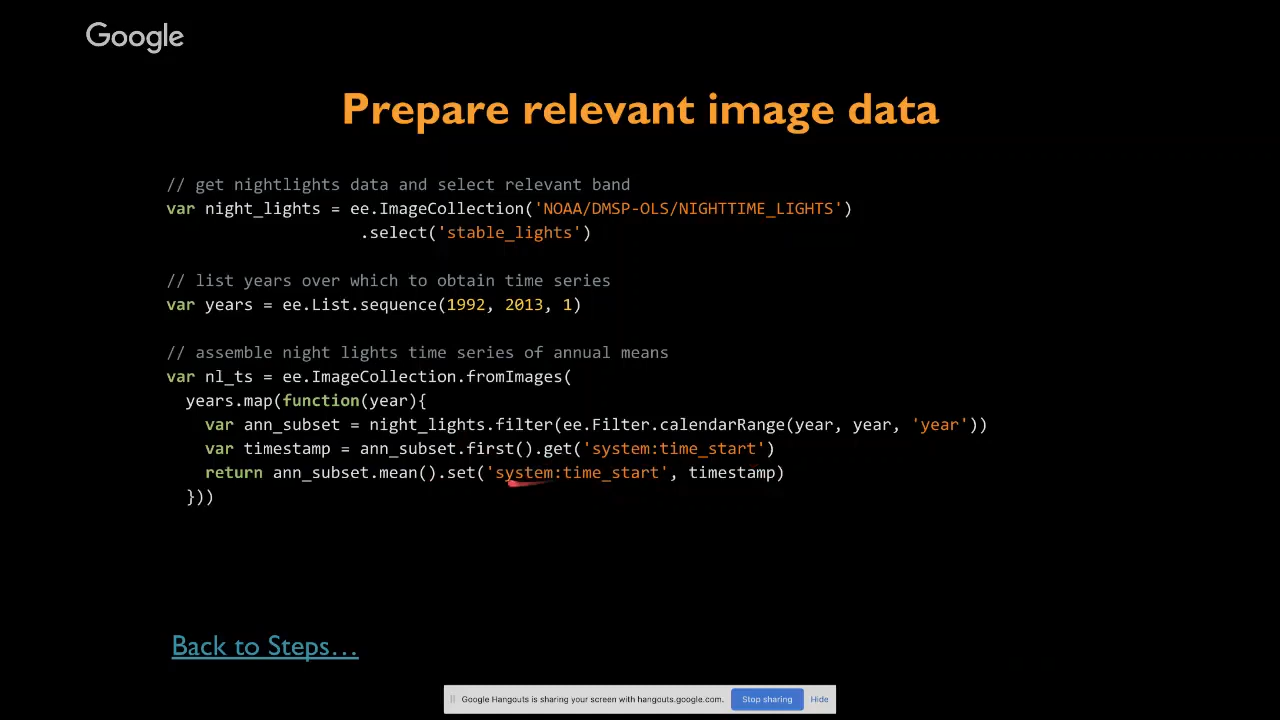 Google
Prepare relevant image data
// get nightlights data and select relevant band
var night_lights = ee.ImageCollection('NOAA/DMSP-OLS/NIGHTTIME_LIGHTS')
.select('stable_lights')
// list years over which to obtain time series
var years = ee.List.sequence(1992, 2013, 1)
// assemble night lights time series of annual means
var nl_ts = ee.ImageCollection.fromImages(
years.map(function(year){
var ann_subset = night_lights.filter(ee.Filter.calendarRange(year, year, 'year'))
var timestamp = ann_subset.first().get('system:time_start')
return ann_subset.mean().set('system:time_start', timestamp)
}))
Back to Steps...
Google Hangouts is sharing your screen with hangouts.google.com. Stop sharing Hide